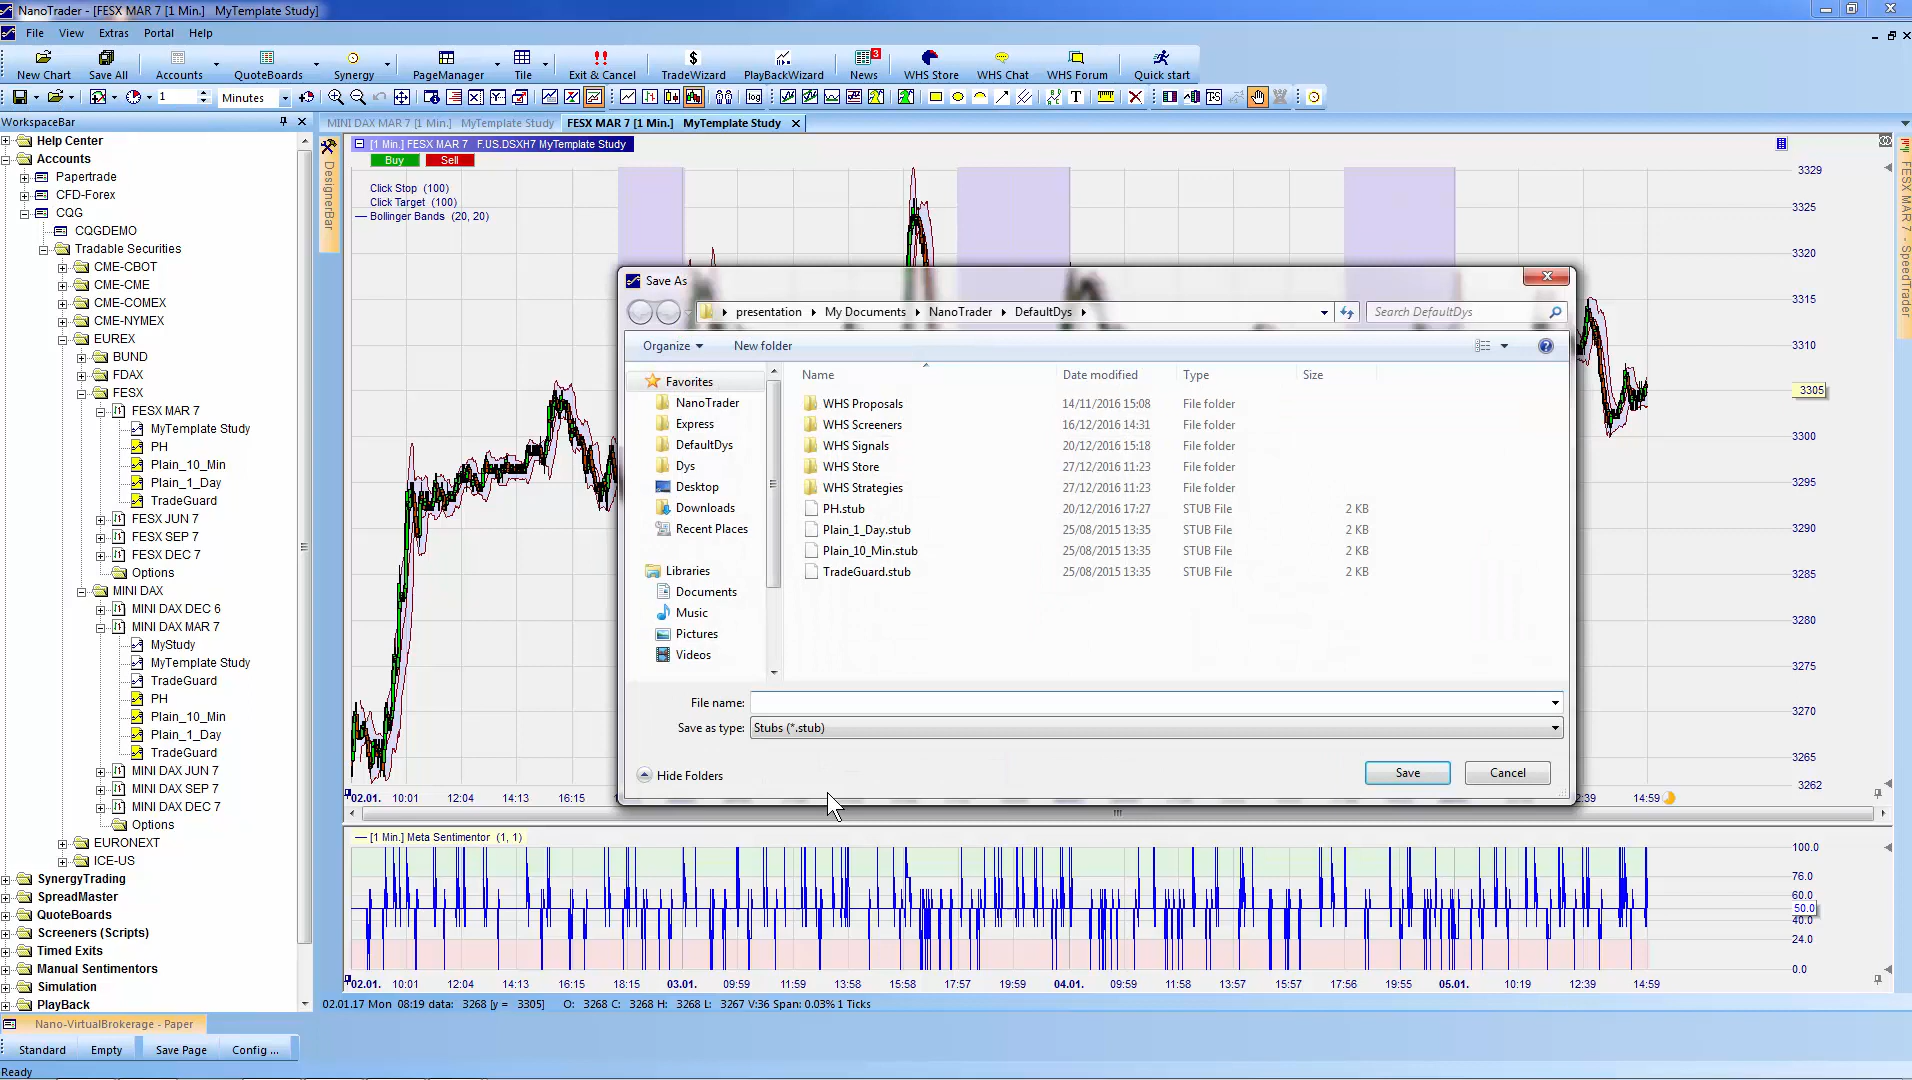 NanoTrader - [FESX MAR 7 [1 Min.] MyTemplate Study]
File View Extras Portal Help
New Chart Save All Accounts QuoteBoards Synergy PageManager Tile Exit & Cancel TradeWizard PlayBackWizard News 3 WHS Store WHS Chat WHS Forum Quick start
1 Minutes log
WorkspaceBar
MINI DAX MAR 7 [1 Min.] MyTemplate Study
FESX MAR 7 [1 Min.] MyTemplate Study
Help Center
Accounts
Papertrade
CFD-Forex
CQG
CQGDEMO
Tradable Securities
CME-CBOT
CME-CME
CME-COMEX
CME-NYMEX
EUREX
BUND
FDAX
FESX
FESX MAR 7
MyTemplate Study
PH
Plain_10_Min
Plain_1_Day
TradeGuard
FESX JUN 7
FESX SEP 7
FESX DEC 7
Options
MINI DAX
MINI DAX DEC 6
MINI DAX MAR 7
MyStudy
MyTemplate Study
TradeGuard
PH
Plain_10_Min
Plain_1_Day
TradeGuard
MINI DAX JUN 7
MINI DAX SEP 7
MINI DAX DEC 7
Options
EURONEXT
ICE-US
SynergyTrading
SpreadMaster
QuoteBoards
Screeners (Scripts)
Timed Exits
Manual Sentimentors
Simulation
PlayBack
DesignerBar
[1 Min.] FESX MAR 7 F.US.DSXH7 MyTemplate Study
Buy Sell
Click Stop (100)
Click Target (100)
Bollinger Bands (20, 20)
Save As
presentation My Documents NanoTrader DefaultDys Search DefaultDys
Organize New folder
Favorites
NanoTrader
Express
DefaultDys
Dys
Desktop
Downloads
Recent Places
Libraries
Documents
Music
Pictures
Videos
Name Date modified Type Size
WHS Proposals 14/11/2016 15:08 File folder
WHS Screeners 16/12/2016 14:31 File folder
WHS Signals 20/12/2016 15:18 File folder
WHS Store 27/12/2016 11:23 File folder
WHS Strategies 27/12/2016 11:23 File folder
PH.stub 20/12/2016 17:27 STUB File 2 KB
Plain_1_Day.stub 25/08/2015 13:35 STUB File 2 KB
Plain_10_Min.stub 25/08/2015 13:35 STUB File 2 KB
TradeGuard.stub 25/08/2015 13:35 STUB File 2 KB
File name:
Save as type: Stubs (*.stub)
Hide Folders Save Cancel
3329
3325
3320
3315
3310
3305
3300
3295
3290
3285
3280
3275
3270
3265
3262
FESX MAR 7 - SpeedTrader
02.01. 10:01 12:04 14:13 16:15 2:39 14:59
[1 Min.] Meta Sentimentor (1, 1)
100.0
76.0
60.0
50.0
40.0
24.0
0.0
02.01. 10:01 12:04 14:13 16:15 18:15 03.01. 09:59 11:59 13:58 15:58 17:57 19:59 04.01. 09:59 11:59 13:57 15:57 17:56 19:55 05.01. 10:19 12:39 14:59
02.01.17 Mon 08:19 data: 3268 [y = 3305] O: 3268 C: 3268 H: 3268 L: 3267 V:36 Span: 0.03% 1 Ticks
Nano-VirtualBrokerage - Paper
Standard Empty Save Page Config ...
Ready